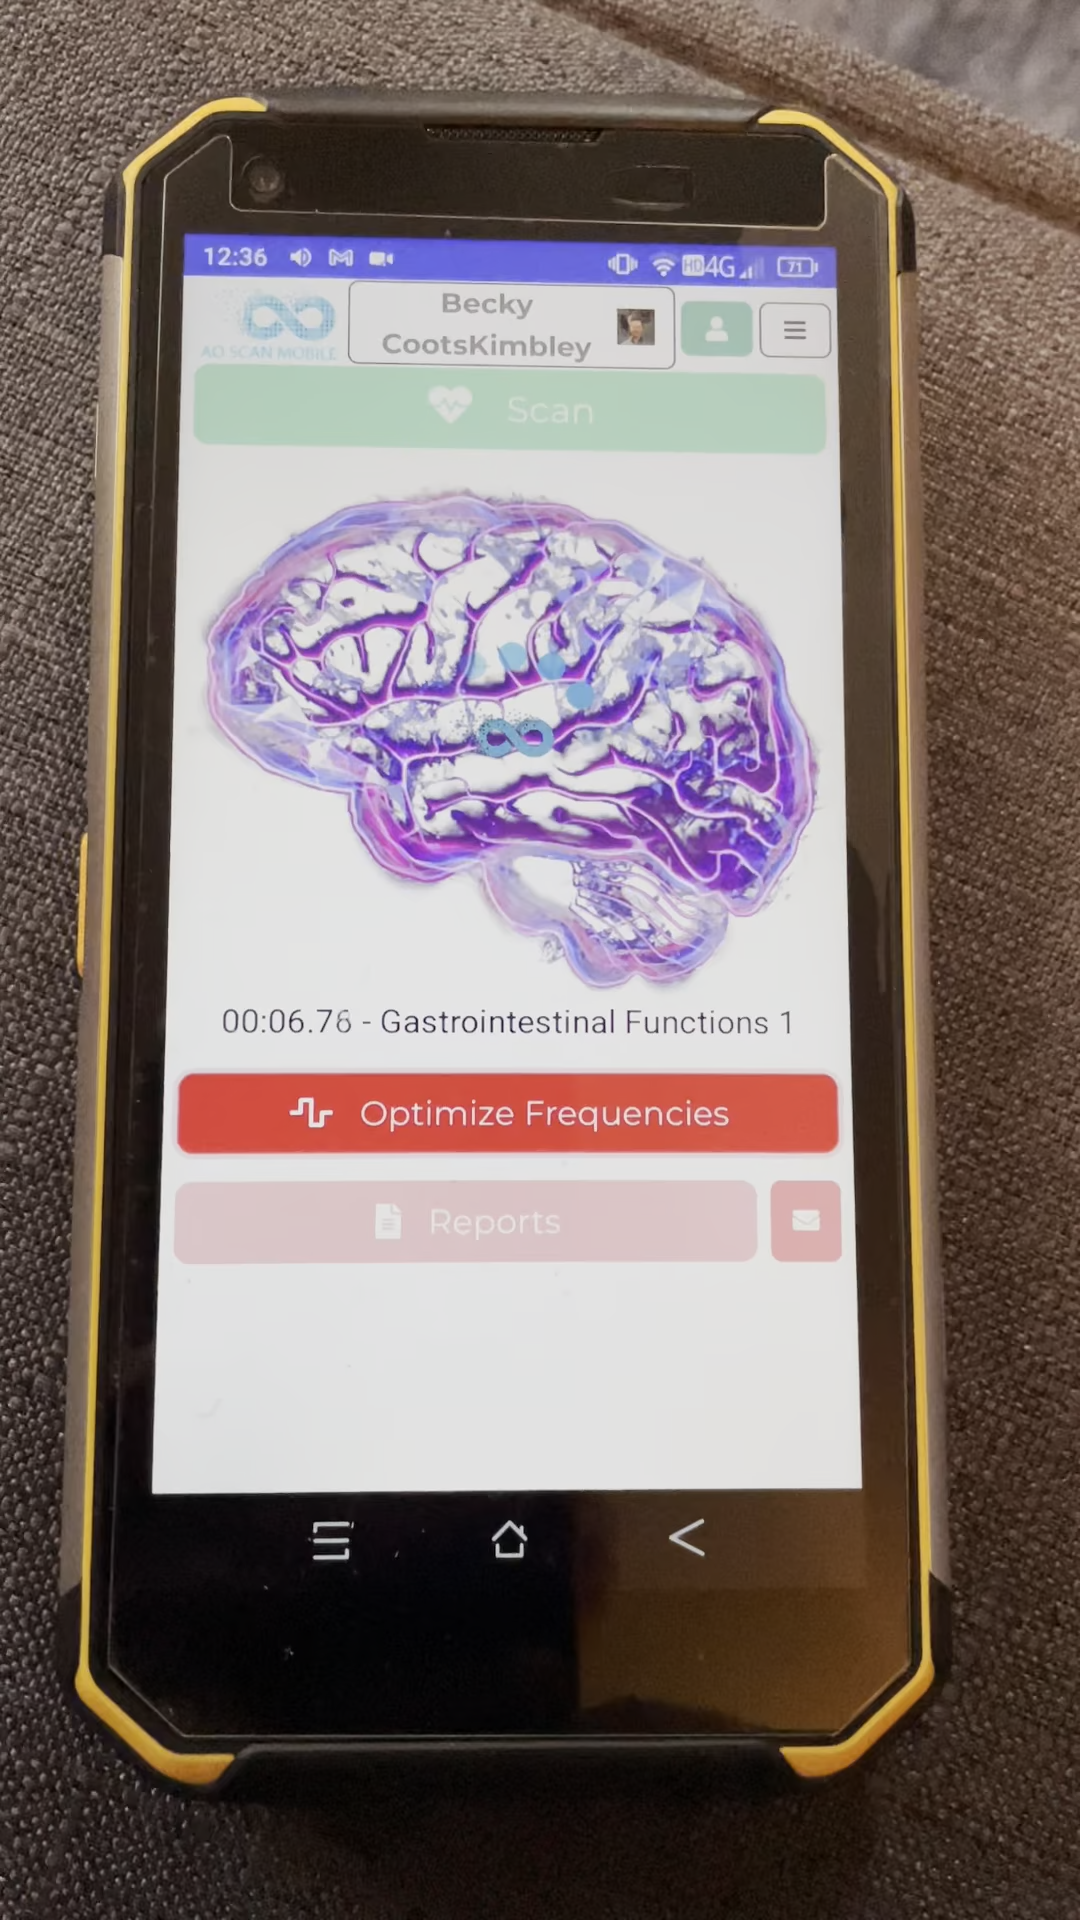 12:36
HD 4G 71
Becky
CootsKimbley
AO SCAN MOBILE
Scan
00:06.76 - Gastrointestinal Functions 1
Optimize Frequencies
Reports